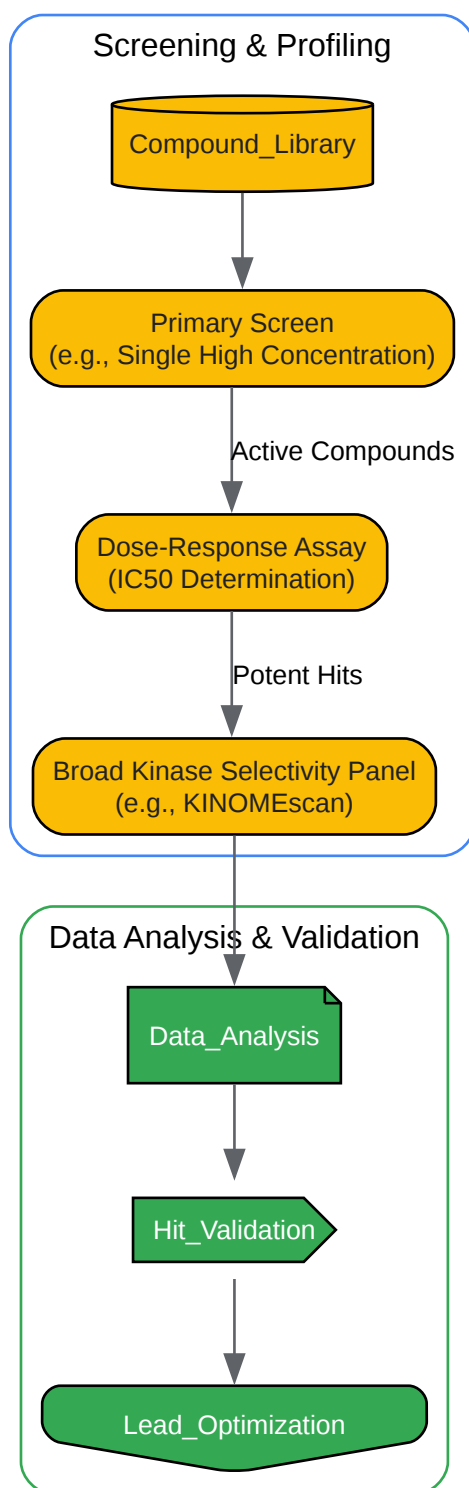 Screening & Profiling
Compound_Library
Primary Screen
(e.g., Single High Concentration)
Active Compounds
Dose-Response Assay
(IC50 Determination)
Potent Hits
Broad Kinase Selectivity Panel
(e.g., KINOMEscan)
Data Analysis & Validation
Data_Analysis
Hit_Validation
Lead_Optimization